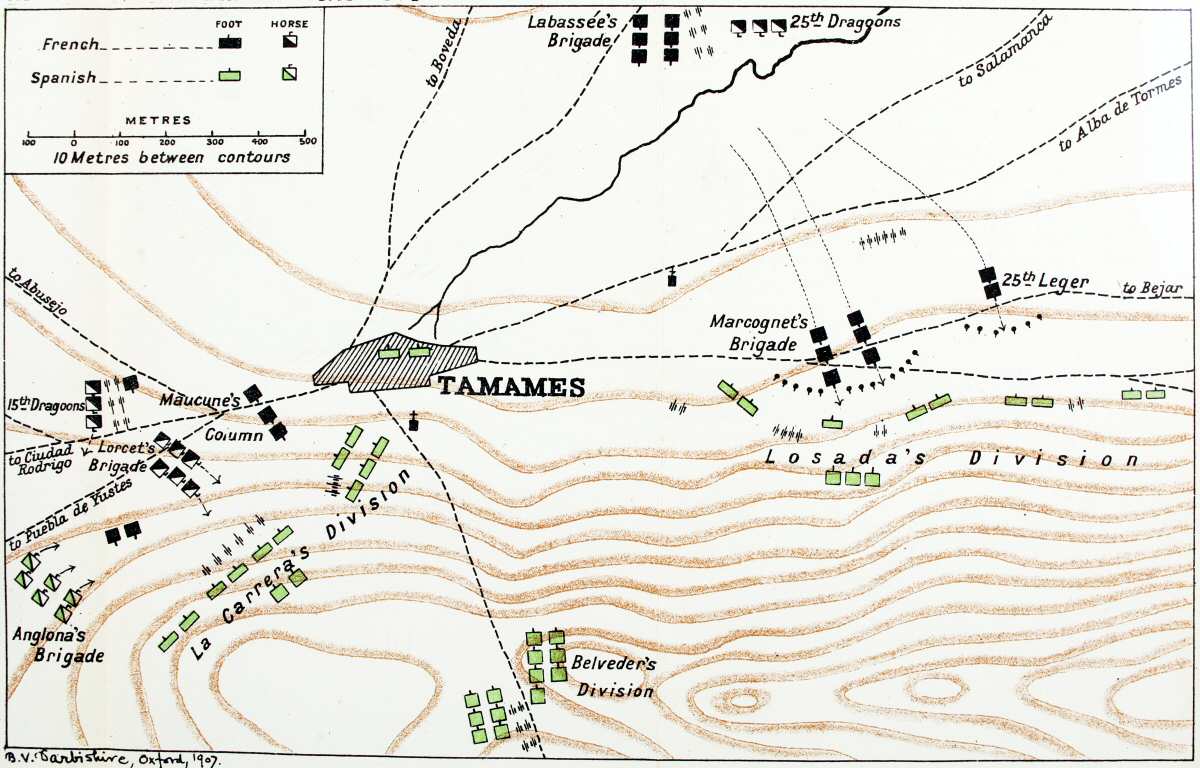 FOOT HORSE
French
Spanish
METRES
100 0 100 200 300 400 500
10 Metres between contours
to Boveda
Labassée's
Brigade
25th Dragoons
to Salamanca
to Alba de Tormes
to Abusejo
25th Leger
to Bejar
Marcognet's
Brigade
TAMAMES
15th Dragoons
Maucune's
Column
to Ciudad
Rodrigo
Lorcet's
Brigade
to Puebla de Yustes
Losada's Division
La Carrera's Division
Anglona's
Brigade
Belveder's
Division
B.V. Darbishire, Oxford, 1907.